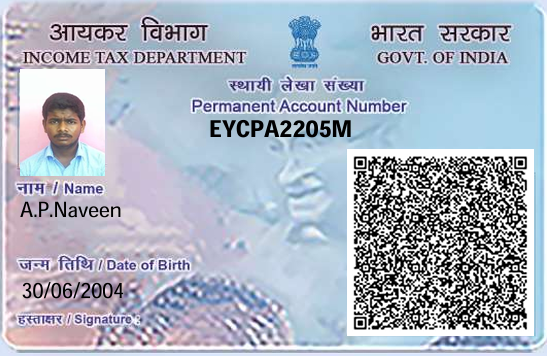 आयकर विभाग
INCOME TAX DEPARTMENT
भारत सरकार
GOVT. OF INDIA
स्थायी लेखा संख्या
Permanent Account Number
EYCPA2205M
नाम / Name
A.P.Naveen
जन्म तिथि / Date of Birth
30/06/2004
हस्ताक्षर / Signature :